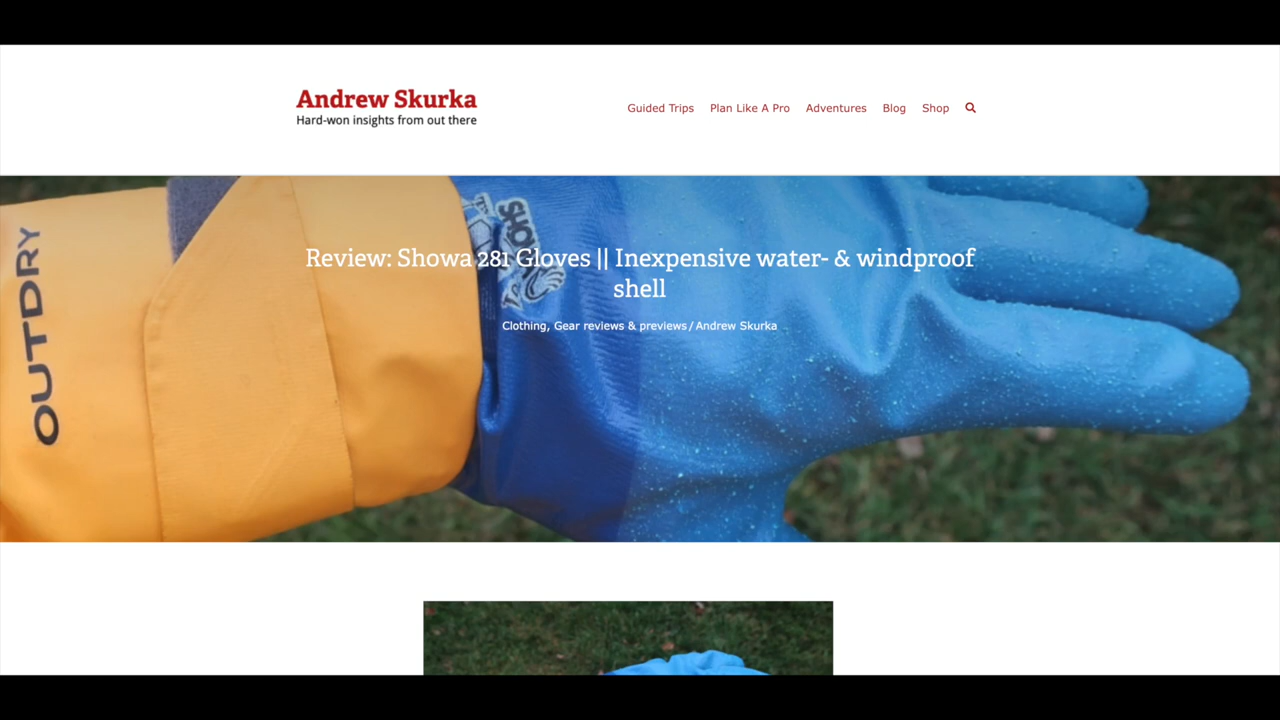 Andrew Skurka
Hard-won insights from out there
Guided Trips Plan Like A Pro Adventures Blog Shop
OUTDRY
Review: Showa 281 Gloves || Inexpensive water- & windproof
shell
Clothing, Gear reviews & previews / Andrew Skurka